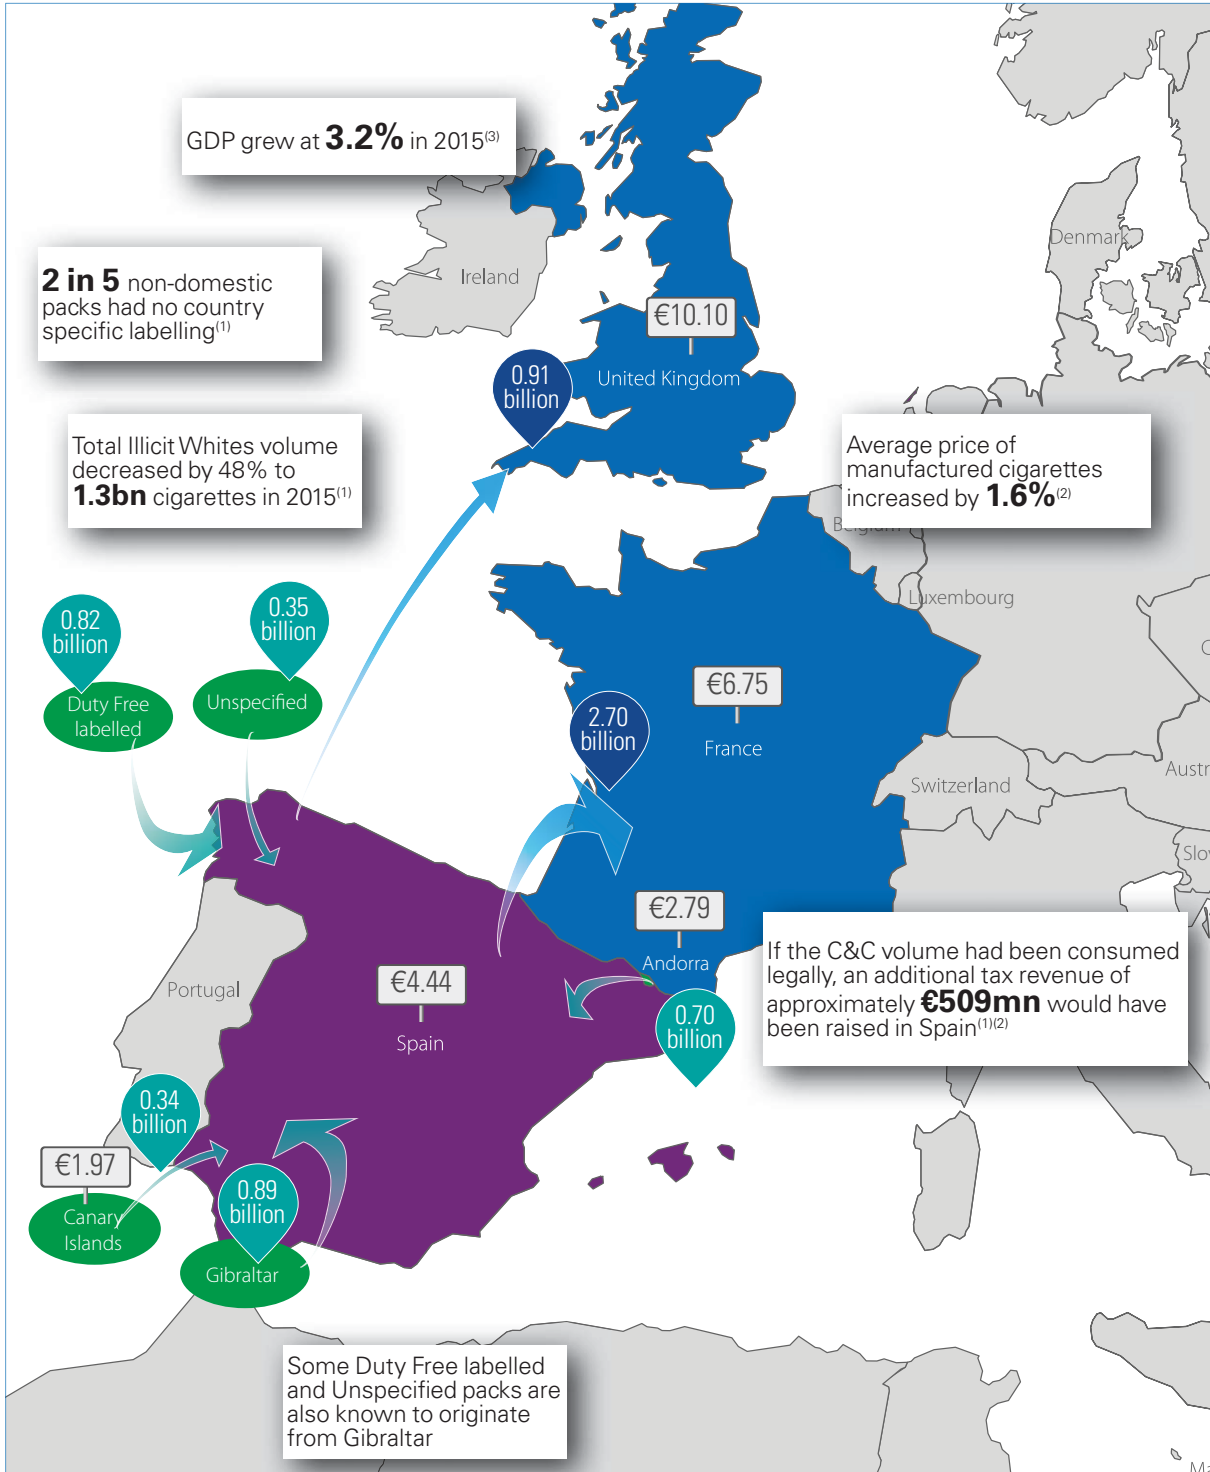 GDP grew at 3.2% in 2015(3)
2 in 5 non-domestic
packs had no country
specific labelling(1)
Ireland
Denmark
€10.10
United Kingdom
0.91
billion
Total Illicit Whites volume
decreased by 48% to
1.3bn cigarettes in 2015(1)
Average price of
manufactured cigarettes
increased by 1.6%(2)
Belgium
Luxembourg
0.82
billion
Duty Free
labelled
0.35
billion
Unspecified
€6.75
France
2.70
billion
Switzerland
Austr
Slov
€2.79
Andorra
0.70
billion
If the C&C volume had been consumed
legally, an additional tax revenue of
approximately €509mn would have
been raised in Spain(1)(2)
Portugal
€4.44
Spain
0.34
billion
€1.97
Canary
Islands
0.89
billion
Gibraltar
Some Duty Free labelled
and Unspecified packs are
also known to originate
from Gibraltar
Ma